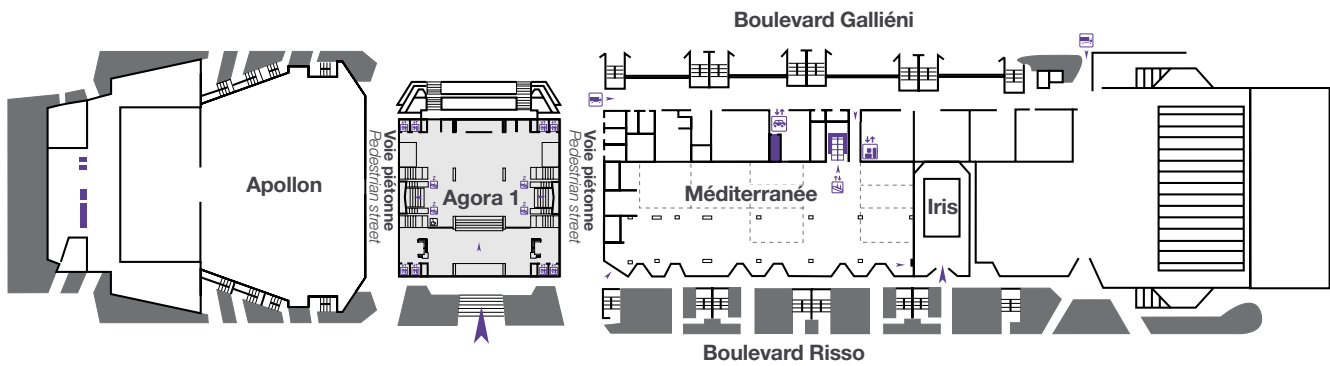 Boulevard Galliéni
Apollon
Voie piétonne
Pedestrian street
Agora 1
Voie piétonne
Pedestrian street
Méditerranée
Iris
Boulevard Risso